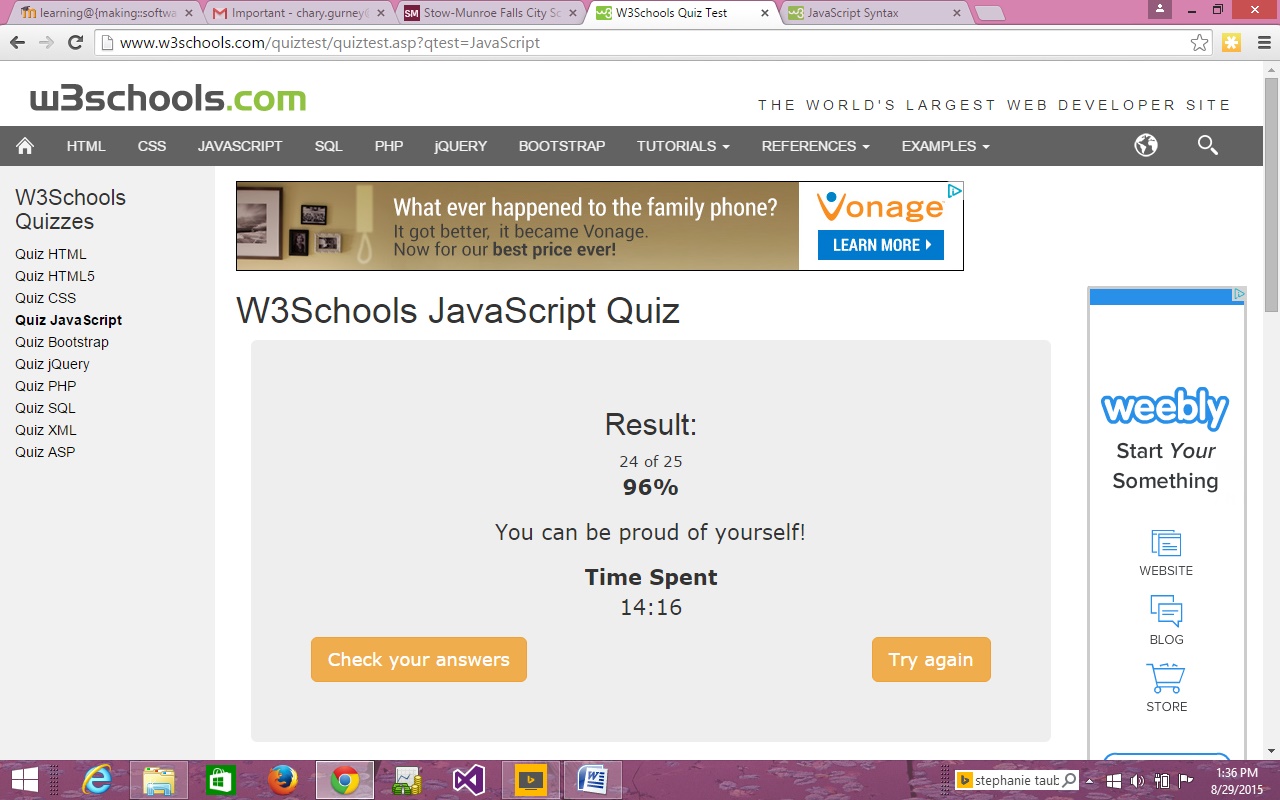 learning@{making::softwa
Important - chary.gurney@
SM Stow-Munroe Falls City Sc
W3Schools Quiz Test
JavaScript Syntax
www.w3schools.com/quiztest/quiztest.asp?qtest=JavaScript
w3schools.com
THE WORLD'S LARGEST WEB DEVELOPER SITE
HTML CSS JAVASCRIPT SQL PHP jQUERY BOOTSTRAP TUTORIALS REFERENCES EXAMPLES
W3Schools
Quizzes
Quiz HTML
Quiz HTML5
Quiz CSS
Quiz JavaScript
Quiz Bootstrap
Quiz jQuery
Quiz PHP
Quiz SQL
Quiz XML
Quiz ASP
What ever happened to the family phone?
It got better, it became Vonage.
Now for our best price ever!
Vonage
LEARN MORE
W3Schools JavaScript Quiz
Result:
24 of 25
96%
You can be proud of yourself!
Time Spent
14:16
Check your answers
Try again
weebly
Start Your
Something
WEBSITE
BLOG
STORE
stephanie taub
1:36 PM
8/29/2015